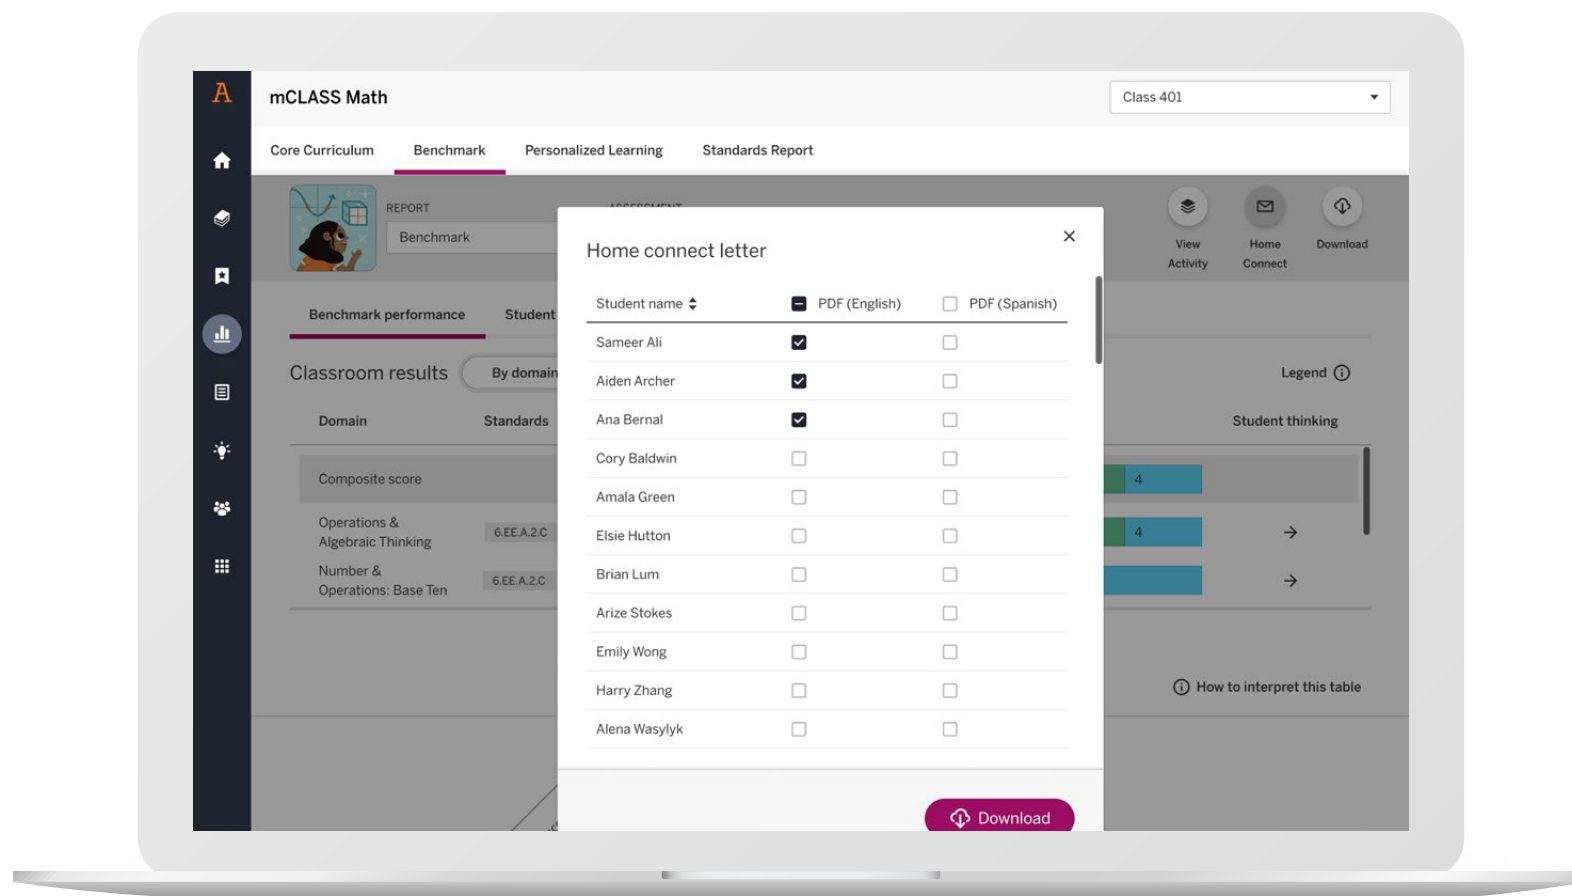 A
mCLASS Math
Class 401
Core Curriculum
Benchmark
Personalized Learning
Standards Report
REPORT
ASSESSMENT
Benchmark
View
Activity
Home
Connect
Download
Benchmark performance
Student
Classroom results
By domain
Legend
Domain
Standards
Student thinking
Composite score
4
Operations &
Algebraic Thinking
6.EE.A.2.C
4
Number &
Operations: Base Ten
6.EE.A.2.C
How to interpret this table
Home connect letter
Student name
PDF (English)
PDF (Spanish)
Sameer Ali
Aiden Archer
Ana Bernal
Cory Baldwin
Amala Green
Elsie Hutton
Brian Lum
Arize Stokes
Emily Wong
Harry Zhang
Alena Wasylyk
Download